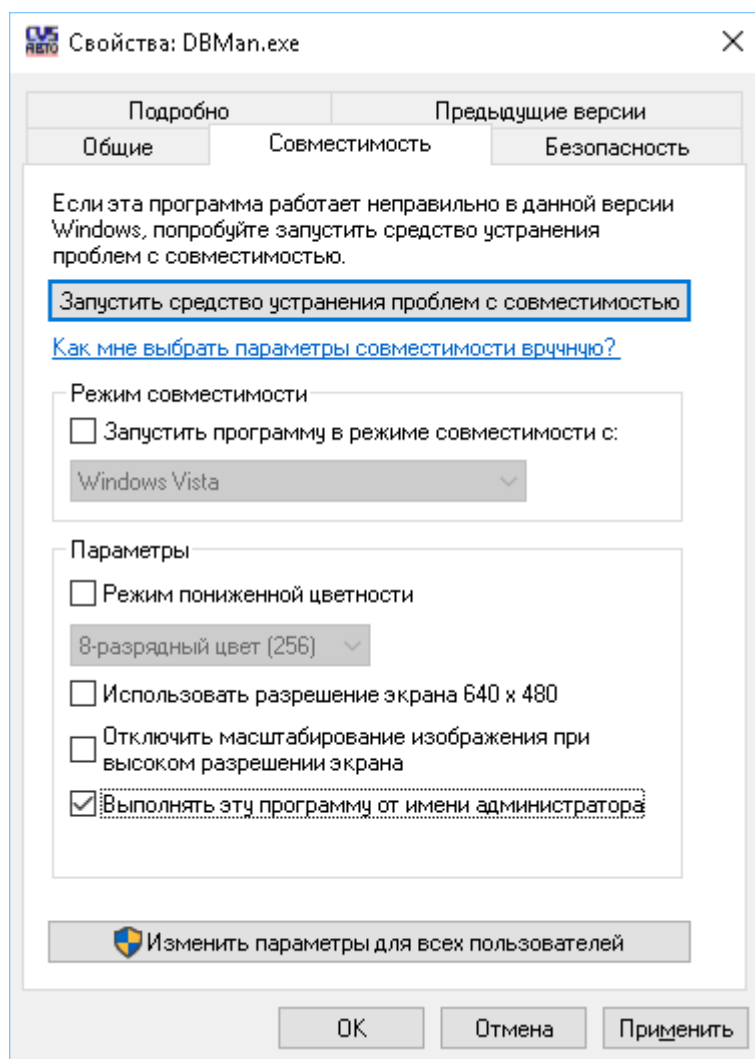 CVS
АВТО
Свойства: DBMan.exe
Подробно
Предыдущие версии
Общие
Совместимость
Безопасность
Если эта программа работает неправильно в данной версии
Windows, попробуйте запустить средство устранения
проблем с совместимостью.
Запустить средство устранения проблем с совместимостью
Как мне выбрать параметры совместимости вручную?
Режим совместимости
Запустить программу в режиме совместимости с:
Windows Vista
Параметры
Режим пониженной цветности
8-разрядный цвет (256)
Использовать разрешение экрана 640 x 480
Отключить масштабирование изображения при
высоком разрешении экрана
Выполнять эту программу от имени администратора
Изменить параметры для всех пользователей
OK
Отмена
Применить